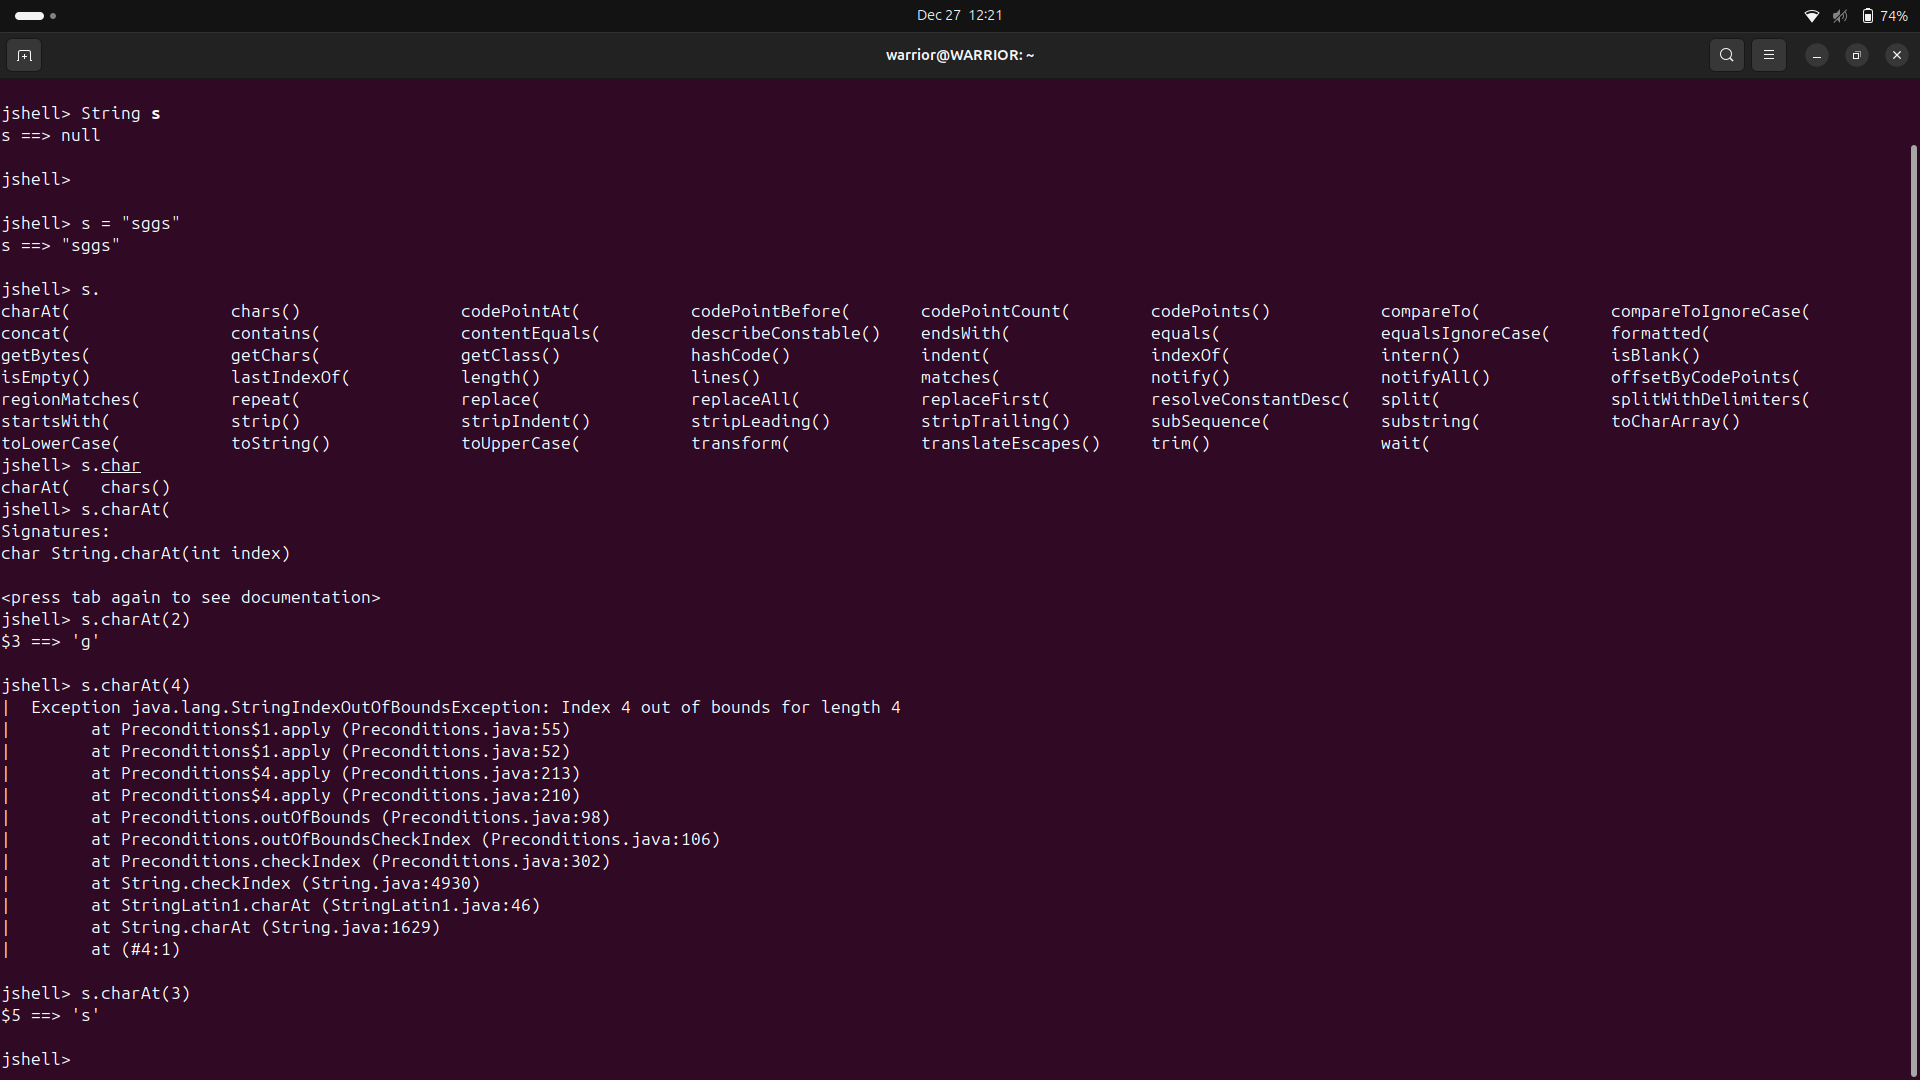 Dec 27 12:21
74%
warrior@WARRIOR: ~
jshell> String s
s ==> null
jshell>
jshell> s = "sggs"
s ==> "sggs"
jshell> s.
charAt( chars() codePointAt( codePointBefore( codePointCount( codePoints() compareTo( compareToIgnoreCase(
concat( contains( contentEquals( describeConstable() endsWith( equals( equalsIgnoreCase( formatted(
getBytes( getChars( getClass() hashCode() indent( indexOf( intern() isBlank()
isEmpty() lastIndexOf( length() lines() matches( notify() notifyAll() offsetByCodePoints(
regionMatches( repeat( replace( replaceAll( replaceFirst( resolveConstantDesc( split( splitWithDelimiters(
startsWith( strip() stripIndent() stripLeading() stripTrailing() subSequence( substring( toCharArray()
toLowerCase( toString() toUpperCase( transform( translateEscapes() trim() wait(
jshell> s.char
charAt( chars()
jshell> s.charAt(
Signatures:
char String.charAt(int index)
<press tab again to see documentation>
jshell> s.charAt(2)
$3 ==> 'g'
jshell> s.charAt(4)
| Exception java.lang.StringIndexOutOfBoundsException: Index 4 out of bounds for length 4
| at Preconditions$1.apply (Preconditions.java:55)
| at Preconditions$1.apply (Preconditions.java:52)
| at Preconditions$4.apply (Preconditions.java:213)
| at Preconditions$4.apply (Preconditions.java:210)
| at Preconditions.outOfBounds (Preconditions.java:98)
| at Preconditions.outOfBoundsCheckIndex (Preconditions.java:106)
| at Preconditions.checkIndex (Preconditions.java:302)
| at String.checkIndex (String.java:4930)
| at StringLatin1.charAt (StringLatin1.java:46)
| at String.charAt (String.java:1629)
| at (#4:1)
jshell> s.charAt(3)
$5 ==> 's'
jshell>